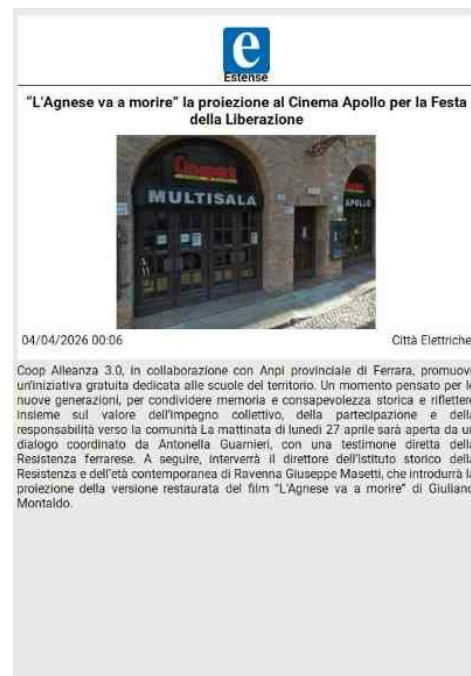 e
Estense
"L'Agnese va a morire" la proiezione al Cinema Apollo per la Festa
della Liberazione
Cinepark
MULTISALA
APOLLO
04/04/2026 00:06
Città Elettriche
Coop Alleanza 3.0, in collaborazione con Anpi provinciale di Ferrara, promuove
un'iniziativa gratuita dedicata alle scuole del territorio. Un momento pensato per le
nuove generazioni, per condividere memoria e consapevolezza storica e riflettere
insieme sul valore dell'impegno collettivo, della partecipazione e della
responsabilità verso la comunità La mattinata di lunedì 27 aprile sarà aperta da un
dialogo coordinato da Antonella Guarnieri, con una testimone diretta della
Resistenza ferrarese. A seguire, interverrà il direttore dell'Istituto storico della
Resistenza e dell'età contemporanea di Ravenna Giuseppe Masetti, che introdurrà la
proiezione della versione restaurata del film "L'Agnese va a morire" di Giuliano
Montaldo.